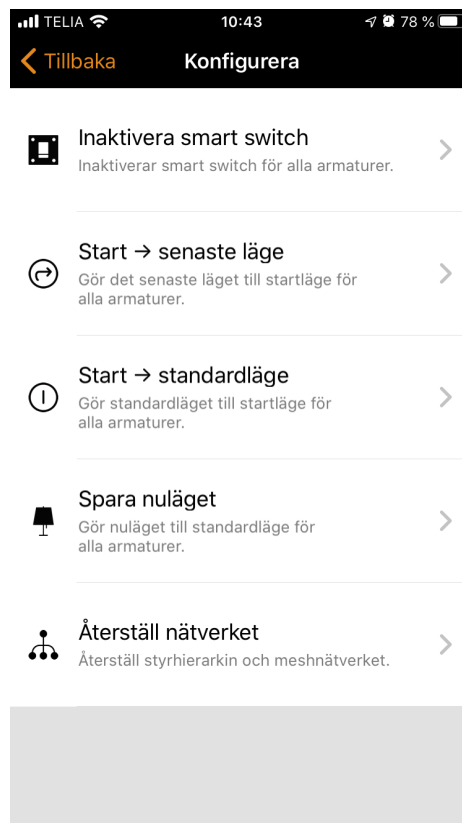 TELIA 10:43 78 %
Tillbaka Konfigurera
Inaktivera smart switch
Inaktiverar smart switch för alla armaturer.
Start → senaste läge
Gör det senaste läget till startläge för
alla armaturer.
Start → standardläge
Gör standardläget till startläge för
alla armaturer.
Spara nuläget
Gör nuläget till standardläge för
alla armaturer.
Återställ nätverket
Återställ styrhierarkin och meshnätverket.